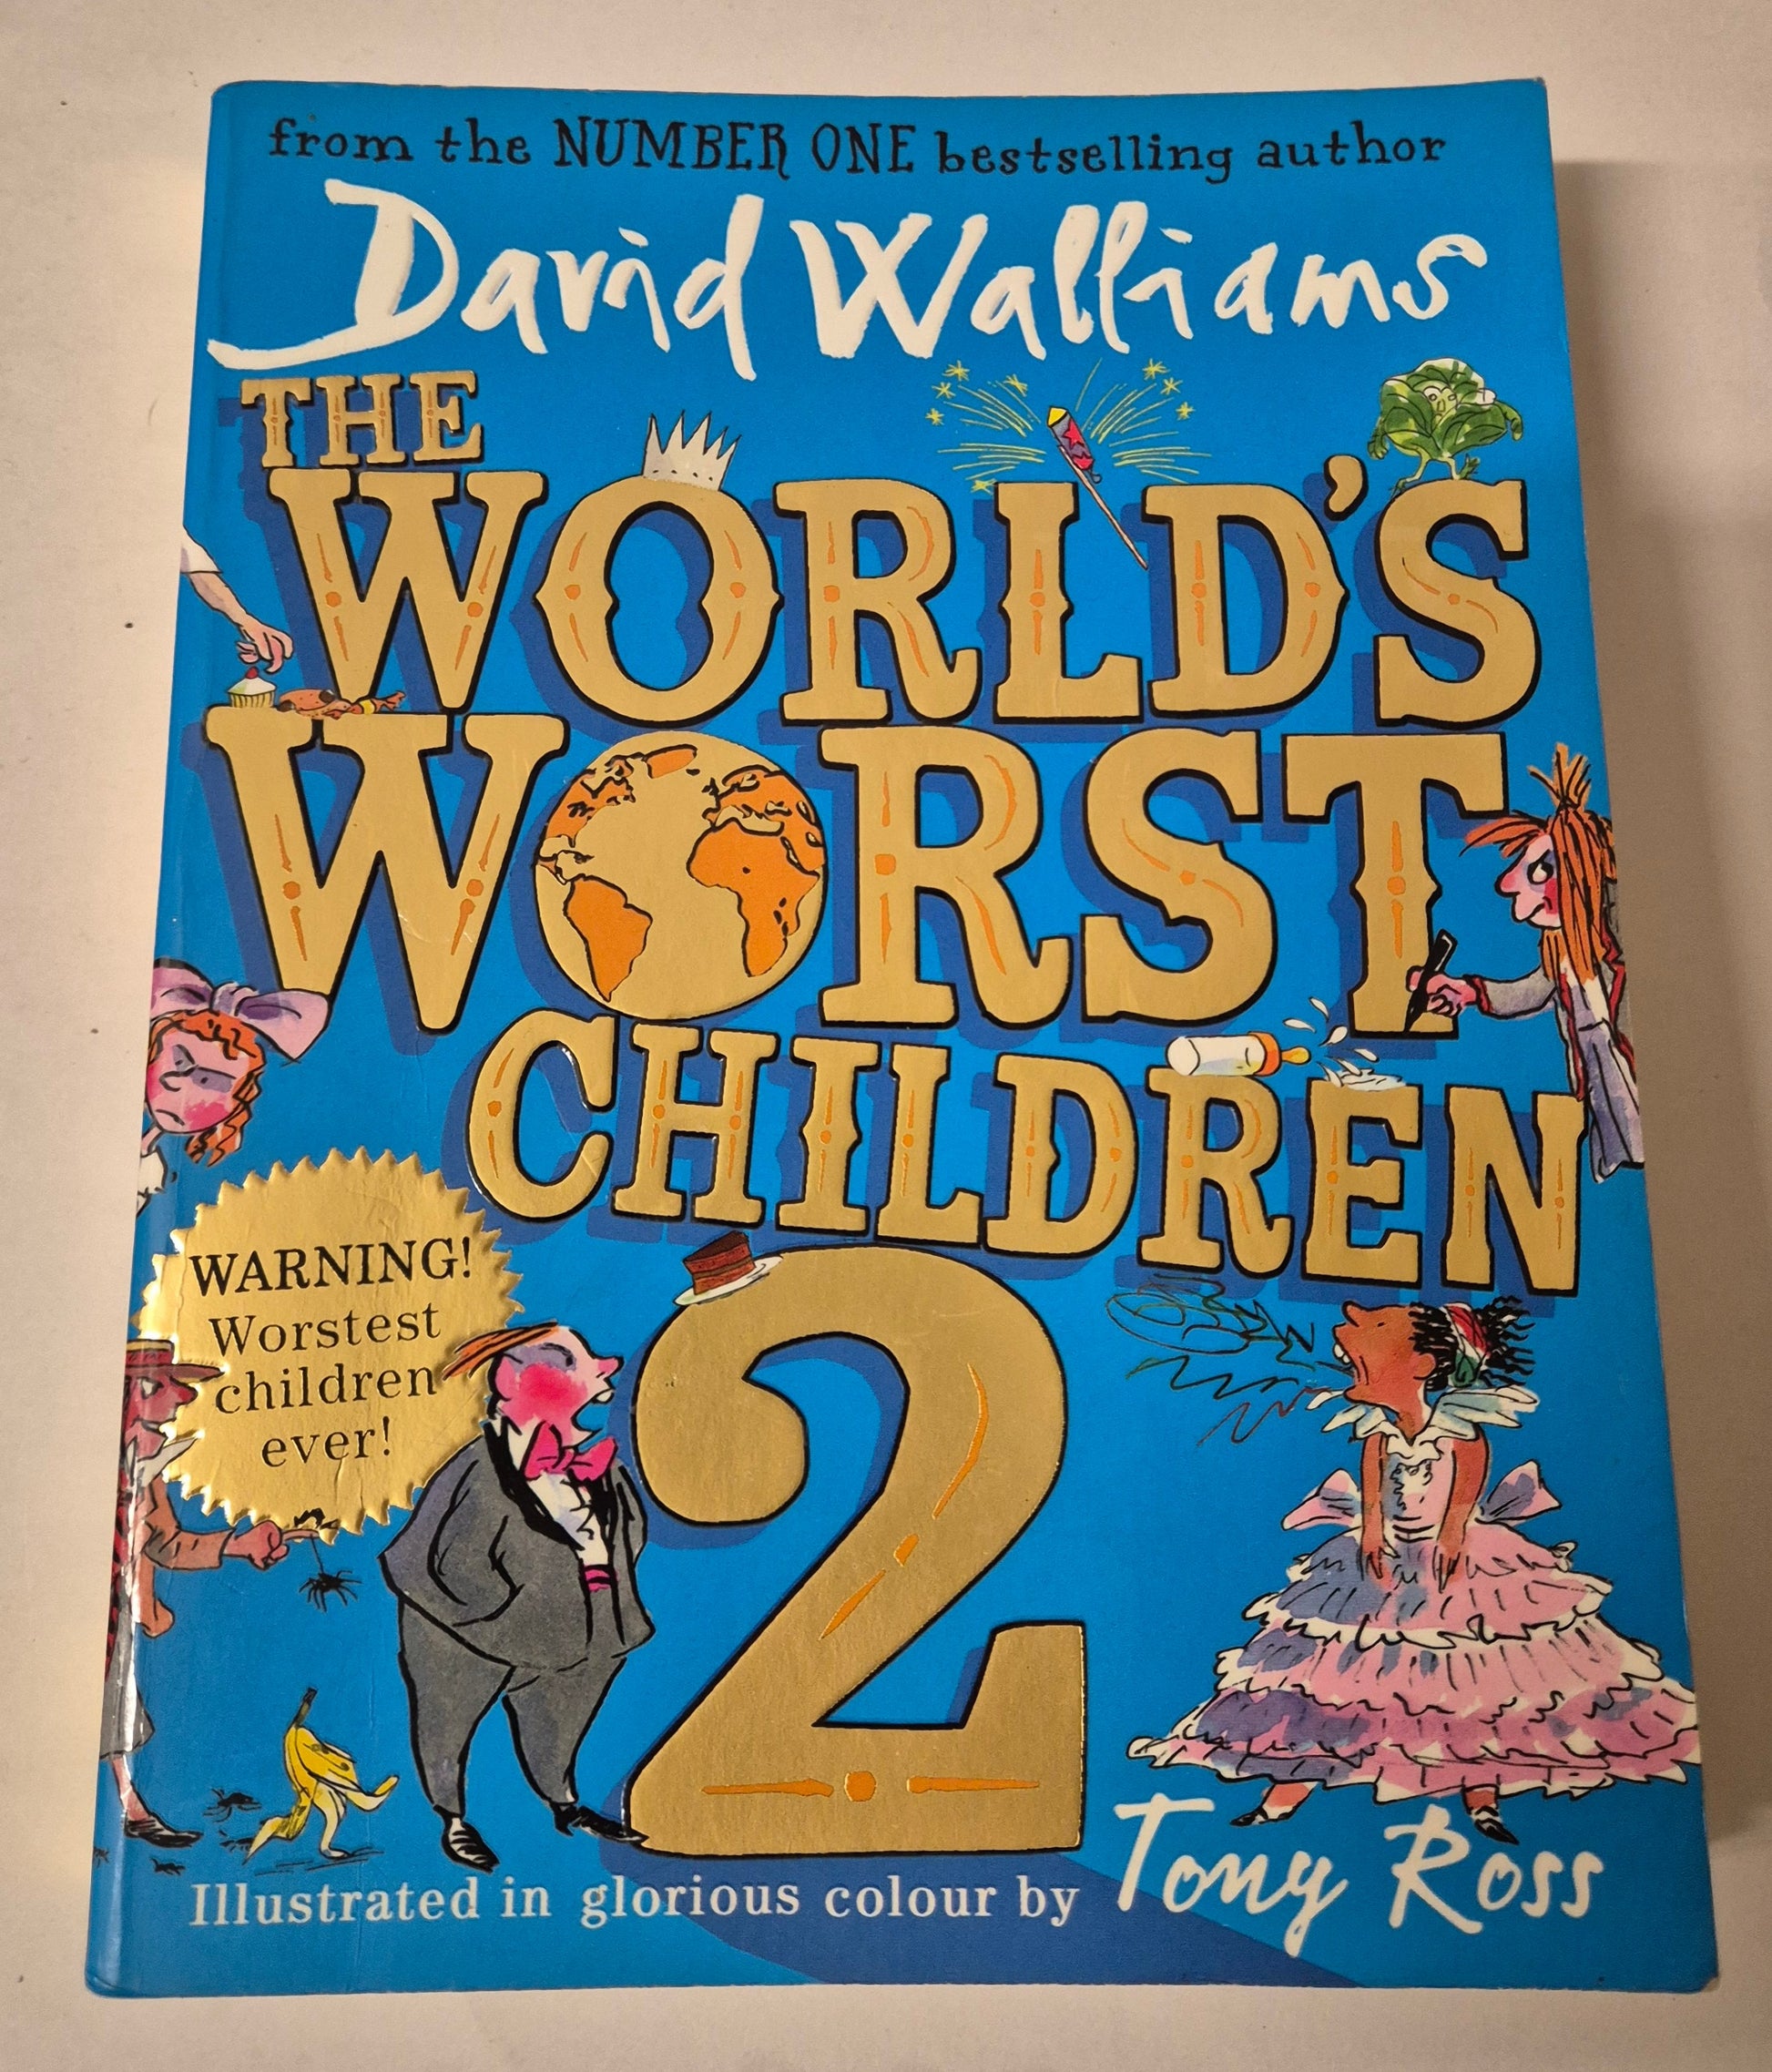 from the NUMBER ONE bestselling author
David Walliams
THE
WORLD'S
WORST
CHILDREN
2
WARNING!
Worstest
children
ever!
Illustrated in glorious colour by Tony Ross